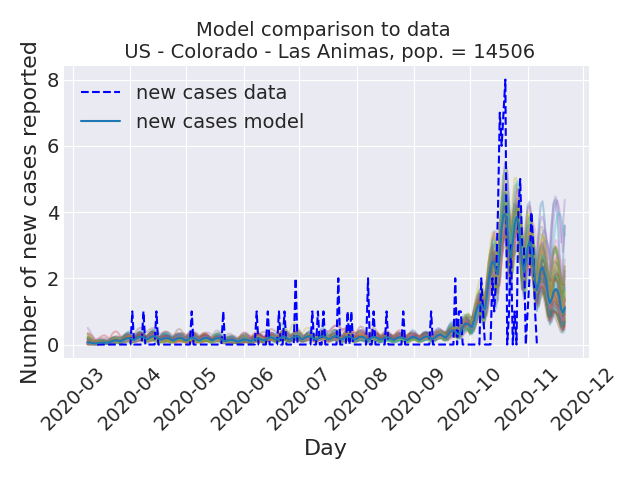 Model comparison to data
US - Colorado - Las Animas, pop. = 14506
Number of new cases reported
8
6
4
2
0
new cases data
new cases model
2020-03
2020-04
2020-05
2020-06
2020-07
2020-08
2020-09
2020-10
2020-11
2020-12
Day